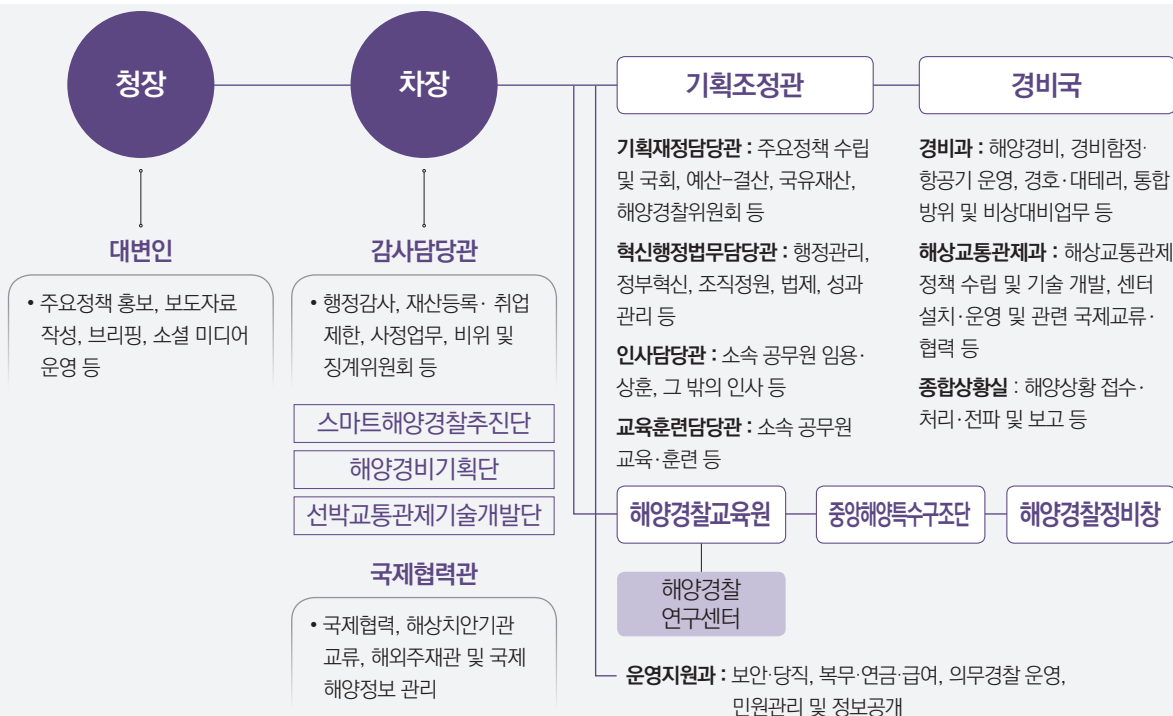 청장
차장
기획조정관
경비국
대변인
• 주요정책 홍보, 보도자료
작성, 브리핑, 소셜 미디어
운영 등
감사담당관
• 행정감사, 재산등록· 취업
제한, 사정업무, 비위 및
징계위원회 등
스마트해양경찰추진단
해양경비기획단
선박교통관제기술개발단
국제협력관
• 국제협력, 해상치안기관
교류, 해외주재관 및 국제
해양정보 관리
기획재정담당관 : 주요정책 수립
및 국회, 예산-결산, 국유재산,
해양경찰위원회 등
혁신행정법무담당관 : 행정관리,
정부혁신, 조직정원, 법제, 성과
관리 등
인사담당관 : 소속 공무원 임용·
상훈, 그 밖의 인사 등
교육훈련담당관 : 소속 공무원
교육·훈련 등
경비과 : 해양경비, 경비함정·
항공기 운영, 경호·대테러, 통합
방위 및 비상대비업무 등
해상교통관제과 : 해상교통관제
정책 수립 및 기술 개발, 센터
설치·운영 및 관련 국제교류·
협력 등
종합상황실 : 해양상황 접수·
처리·전파 및 보고 등
해양경찰교육원
중앙해양특수구조단
해양경찰정비창
해양경찰
연구센터
운영지원과 : 보안·당직, 복무·연금·급여, 의무경찰 운영,
민원관리 및 정보공개